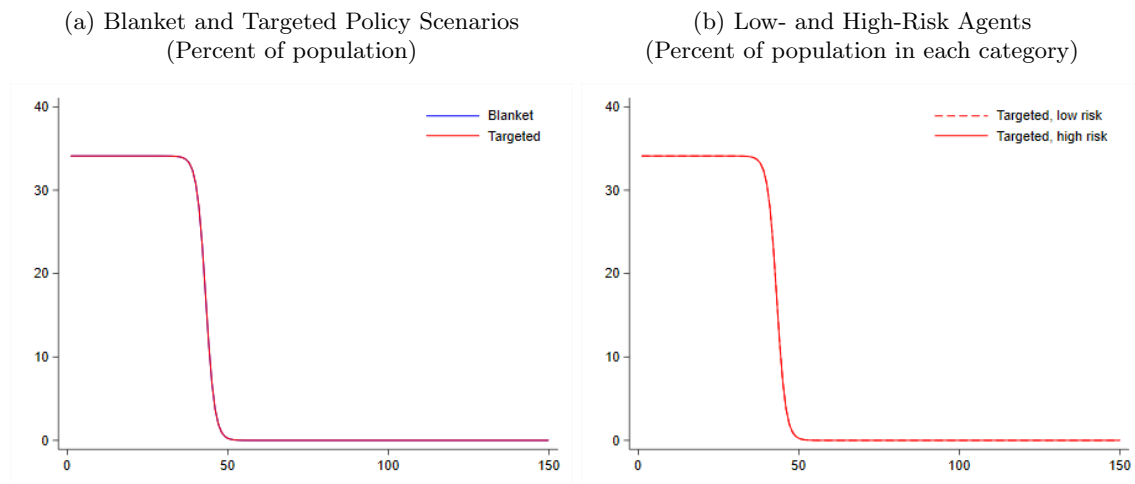 (a) Blanket and Targeted Policy Scenarios
(Percent of population)
40
30
20
10
0
0 50 100 150
Blanket
Targeted
(b) Low- and High-Risk Agents
(Percent of population in each category)
40
30
20
10
0
0 50 100 150
Targeted, low risk
Targeted, high risk